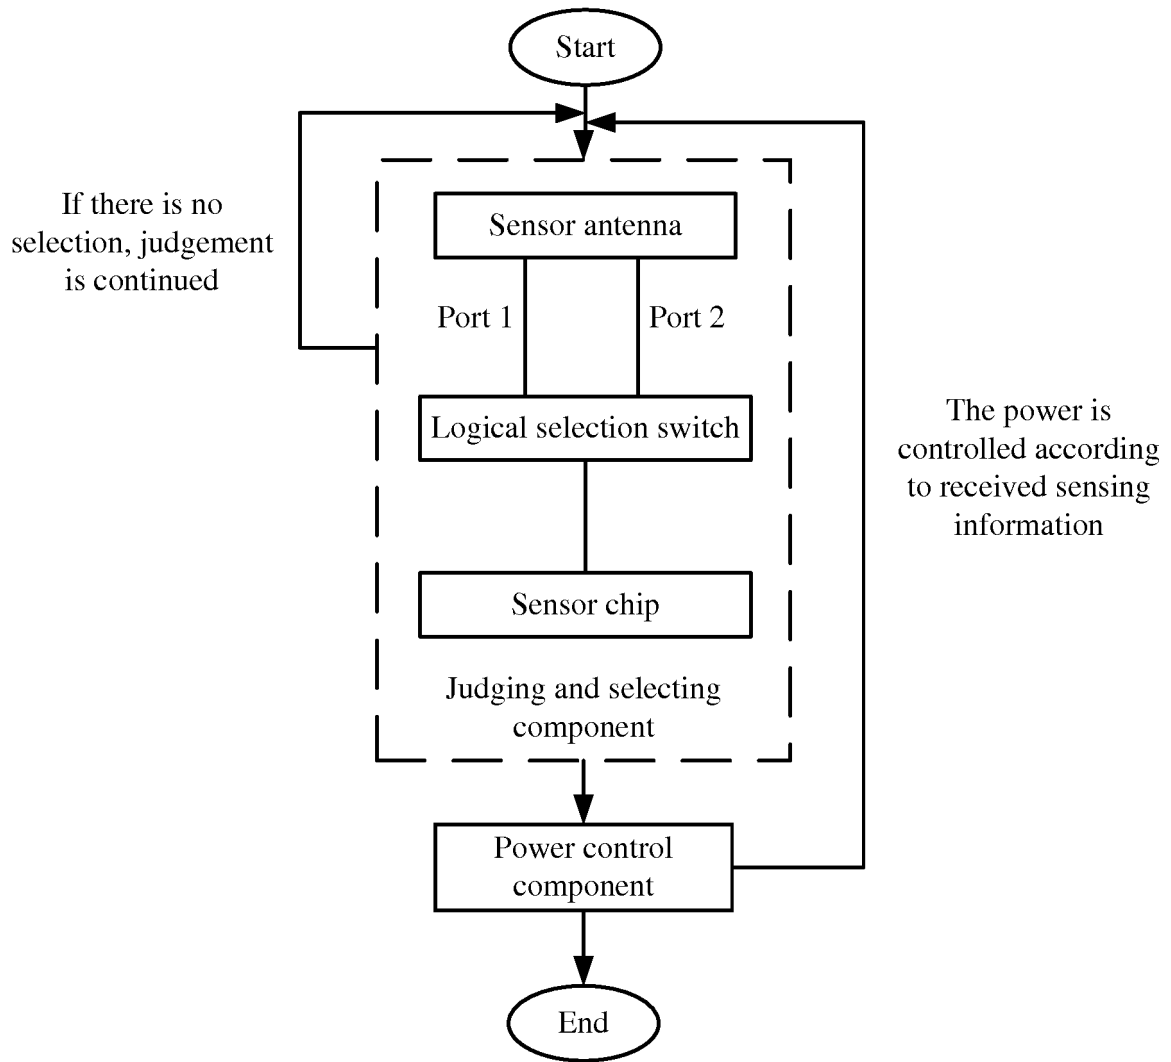 Start
If there is no
selection, judgement
is continued
Sensor antenna
Port 1
Port 2
Logical selection switch
The power is
controlled according
to received sensing
information
Sensor chip
Judging and selecting
component
Power control
component
End